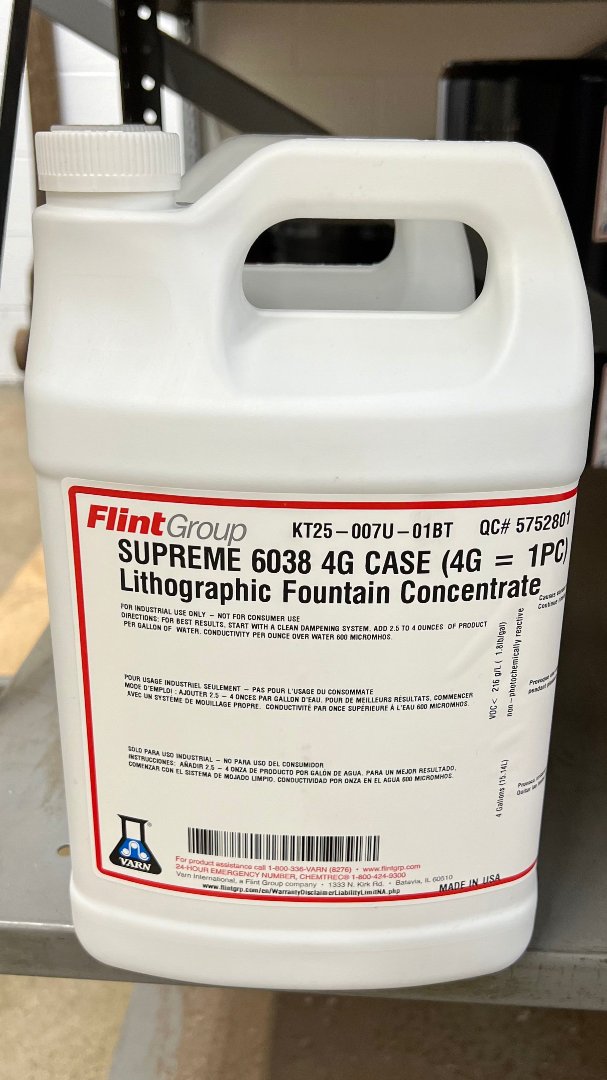 FlintGroup KT25-007U-01BT QC# 5752801
SUPREME 6038 4G CASE (4G = 1PC)
Lithographic Fountain Concentrate
FOR INDUSTRIAL USE ONLY - NOT FOR CONSUMER USE
DIRECTIONS: FOR BEST RESULTS, START WITH A CLEAN DAMPENING SYSTEM. ADD 2.5 TO 4 OUNCES OF PRODUCT
PER GALLON OF WATER. CONDUCTIVITY PER OUNCE OVER WATER 600 MICROMHOS.
POUR USAGE INDUSTRIEL SEULEMENT - PAS POUR L'USAGE DU CONSOMMATE
MODE D'EMPLOI : AJOUTER 2.5 - 4 ONCES PAR GALLON D'EAU. POUR DE MEILLEURS RESULTATS, COMMENCER
AVEC UN SYSTÈME DE MOUILLAGE PROPRE. CONDUCTIVITÉ PAR ONCE SUPÉRIEURE À L'EAU 600 MICROMHOS.
SOLO PARA USO INDUSTRIAL - NO PARA USO DEL CONSUMIDOR
INSTRUCCIONES: AÑADIR 2.5 - 4 ONZA DE PRODUCTO POR GALÓN DE AGUA. PARA UN MEJOR RESULTADO,
COMENZAR CON EL SISTEMA DE MOJADO LIMPIO. CONDUCTIVIDAD POR ONZA EN EL AGUA 600 MICROMHOS.
VOC < 216 g/L ( 1.8lb/gal)
non-photochemically reactive
4 Gallons (15.14L)
VARN
For product assistance call 1-800-336-VARN (8276) • www.flintgrp.com
24-HOUR EMERGENCY NUMBER, CHEMTREC® 1-800-424-9300
Varn International, a Flint Group company • 1333 N. Kirk Rd. • Batavia, IL 60510
www.flintgrp.com/en/WarrantyDisclaimerLiabilityLimitNA.php
MADE IN USA